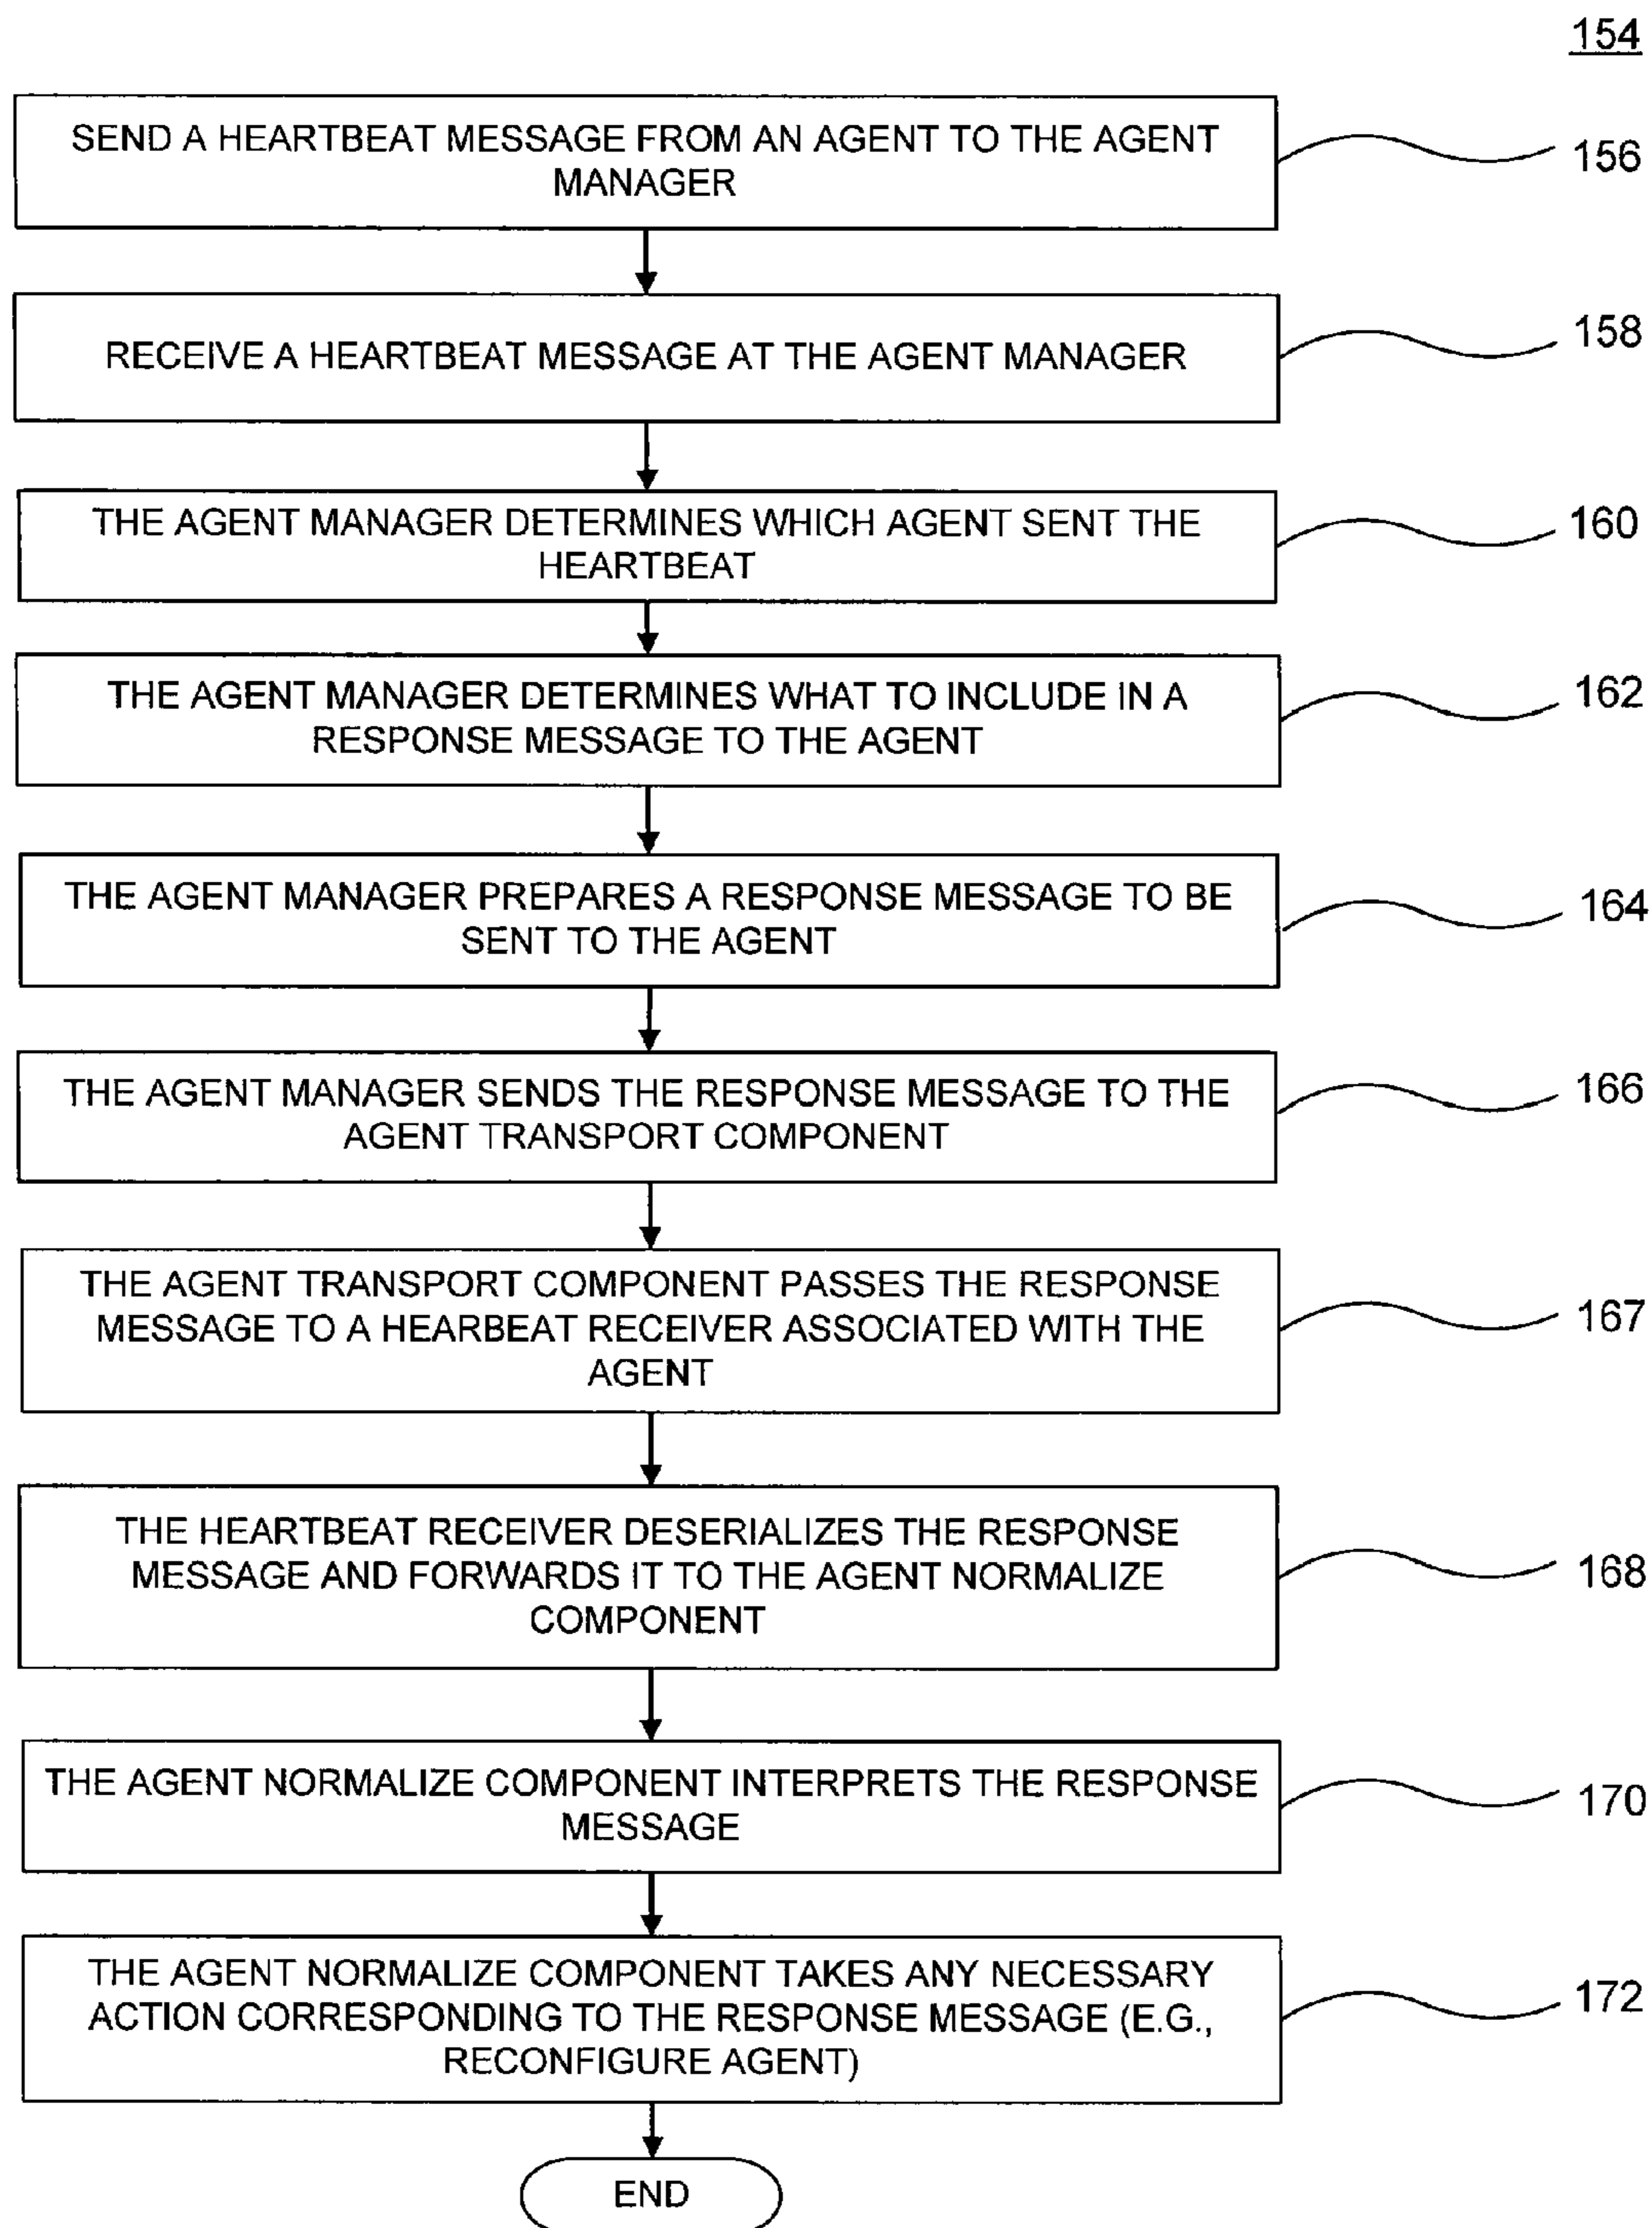 154
SEND A HEARTBEAT MESSAGE FROM AN AGENT TO THE AGENT
MANAGER
156
RECEIVE A HEARTBEAT MESSAGE AT THE AGENT MANAGER
158
THE AGENT MANAGER DETERMINES WHICH AGENT SENT THE
HEARTBEAT
160
THE AGENT MANAGER DETERMINES WHAT TO INCLUDE IN A
RESPONSE MESSAGE TO THE AGENT
162
THE AGENT MANAGER PREPARES A RESPONSE MESSAGE TO BE
SENT TO THE AGENT
164
THE AGENT MANAGER SENDS THE RESPONSE MESSAGE TO THE
AGENT TRANSPORT COMPONENT
166
THE AGENT TRANSPORT COMPONENT PASSES THE RESPONSE
MESSAGE TO A HEARBEAT RECEIVER ASSOCIATED WITH THE
AGENT
167
THE HEARTBEAT RECEIVER DESERIALIZES THE RESPONSE
MESSAGE AND FORWARDS IT TO THE AGENT NORMALIZE
COMPONENT
168
THE AGENT NORMALIZE COMPONENT INTERPRETS THE RESPONSE
MESSAGE
170
THE AGENT NORMALIZE COMPONENT TAKES ANY NECESSARY
ACTION CORRESPONDING TO THE RESPONSE MESSAGE (E.G.,
RECONFIGURE AGENT)
172
END